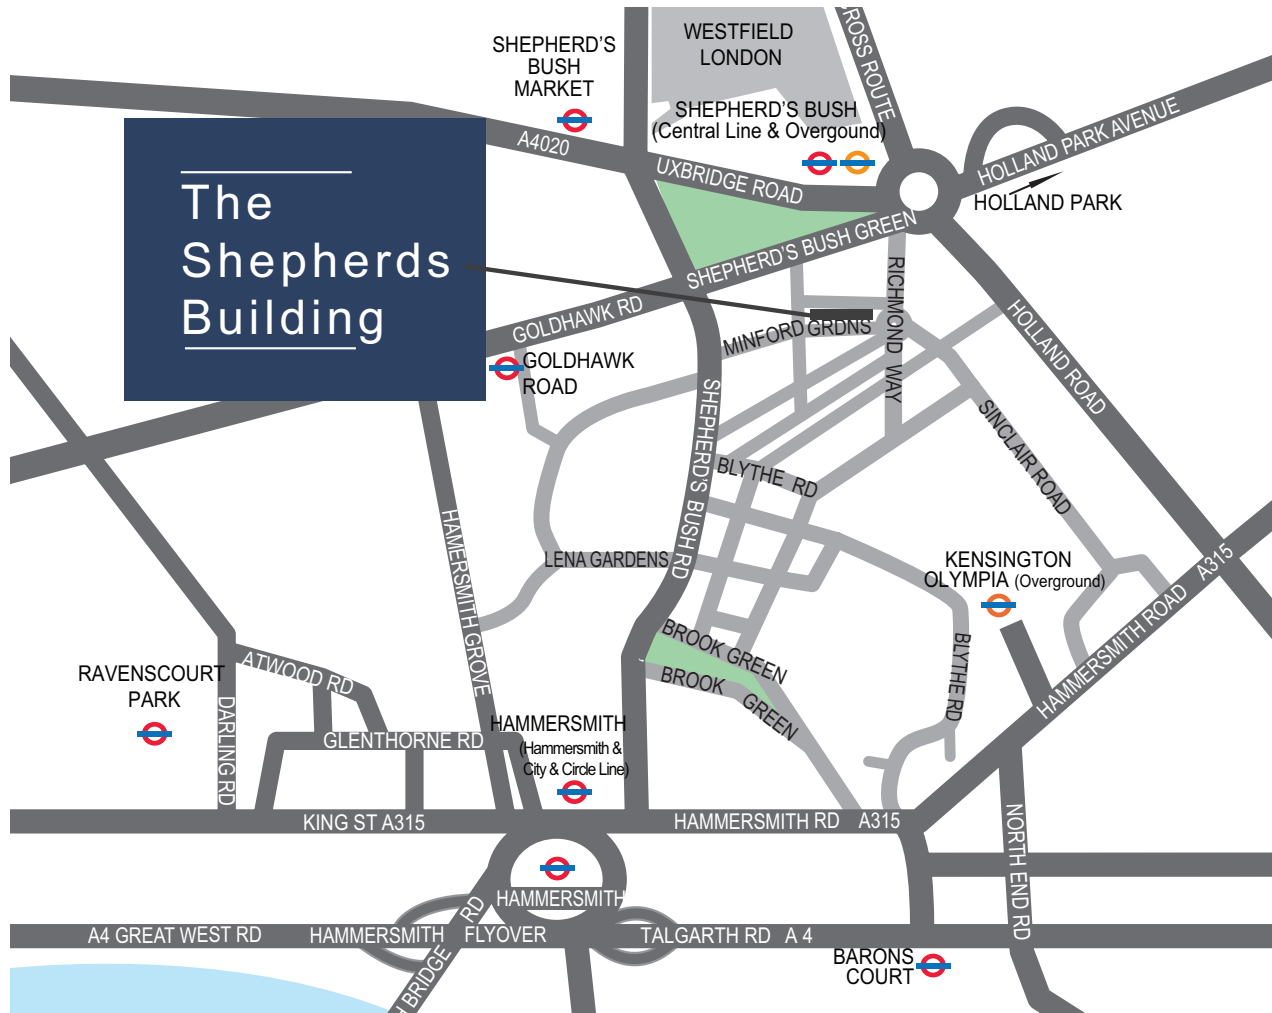 WESTFIELD
LONDON
CROSS ROUTE
SHEPHERD'S
BUSH
MARKET
SHEPHERD'S BUSH
(Central Line & Overgound)
A4020
UXBRIDGE ROAD
HOLLAND PARK AVENUE
HOLLAND PARK
The
Shepherds
Building
SHEPHERD'S BUSH GREEN
RICHMOND WAY
GOLDHAWK RD
MINFORD GRDNS
HOLLAND ROAD
GOLDHAWK
ROAD
SHEPHERD'S BUSH RD
SINCLAIR ROAD
BLYTHE RD
HAMERSMITH GROVE
LENA GARDENS
KENSINGTON
OLYMPIA (Overground)
A315
HAMMERSMITH ROAD
BROOK GREEN
BROOK GREEN
BLYTHE RD
RAVENSCOURT
PARK
ATWOOD RD
DARLING RD
GLENTHORNE RD
HAMMERSMITH
(Hammersmith &
City & Circle Line)
KING ST A315
HAMMERSMITH RD A315
NORTH END RD
HAMMERSMITH
A4 GREAT WEST RD
HAMMERSMITH FLYOVER
TALGARTH RD A 4
H BRIDGE RD
BARONS
COURT